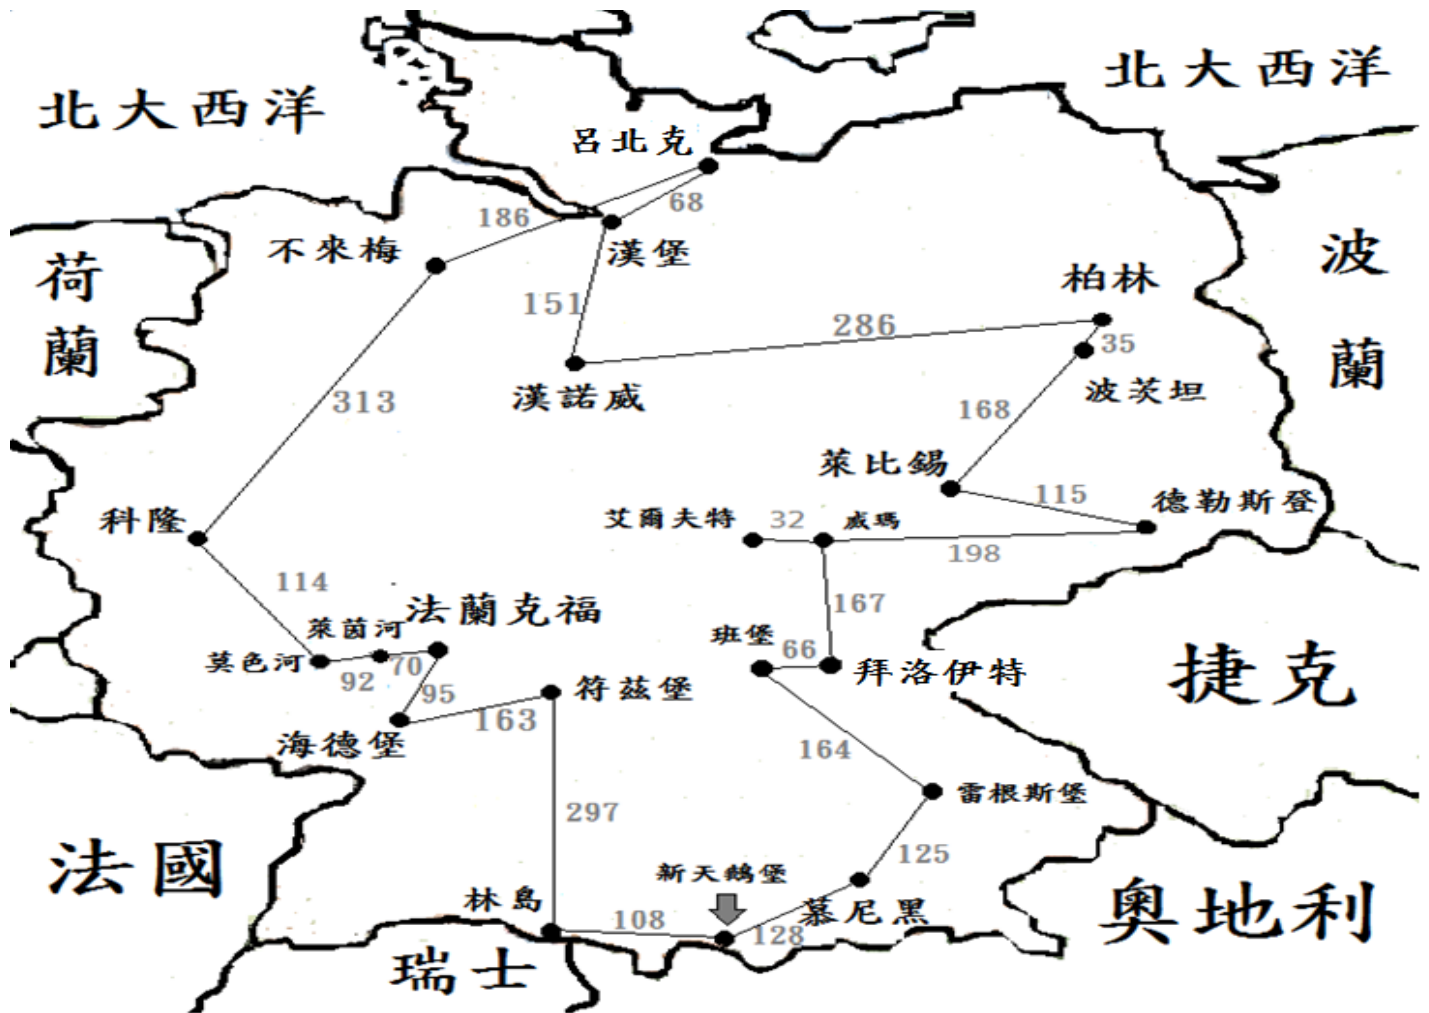 北大西洋
北大西洋
呂北克
68
186
不來梅
漢堡
荷蘭
波蘭
柏林
151
286
35
漢諾威
波茨坦
313
168
萊比錫
115
德勒斯登
科隆
艾爾夫特
32
威瑪
198
114
法蘭克福
167
萊茵河
班堡
莫色河
70
66
92
95
拜洛伊特
捷克
符茲堡
163
海德堡
164
雷根斯堡
297
125
法國
新天鵝堡
林島
108
慕尼黑
128
奧地利
瑞士